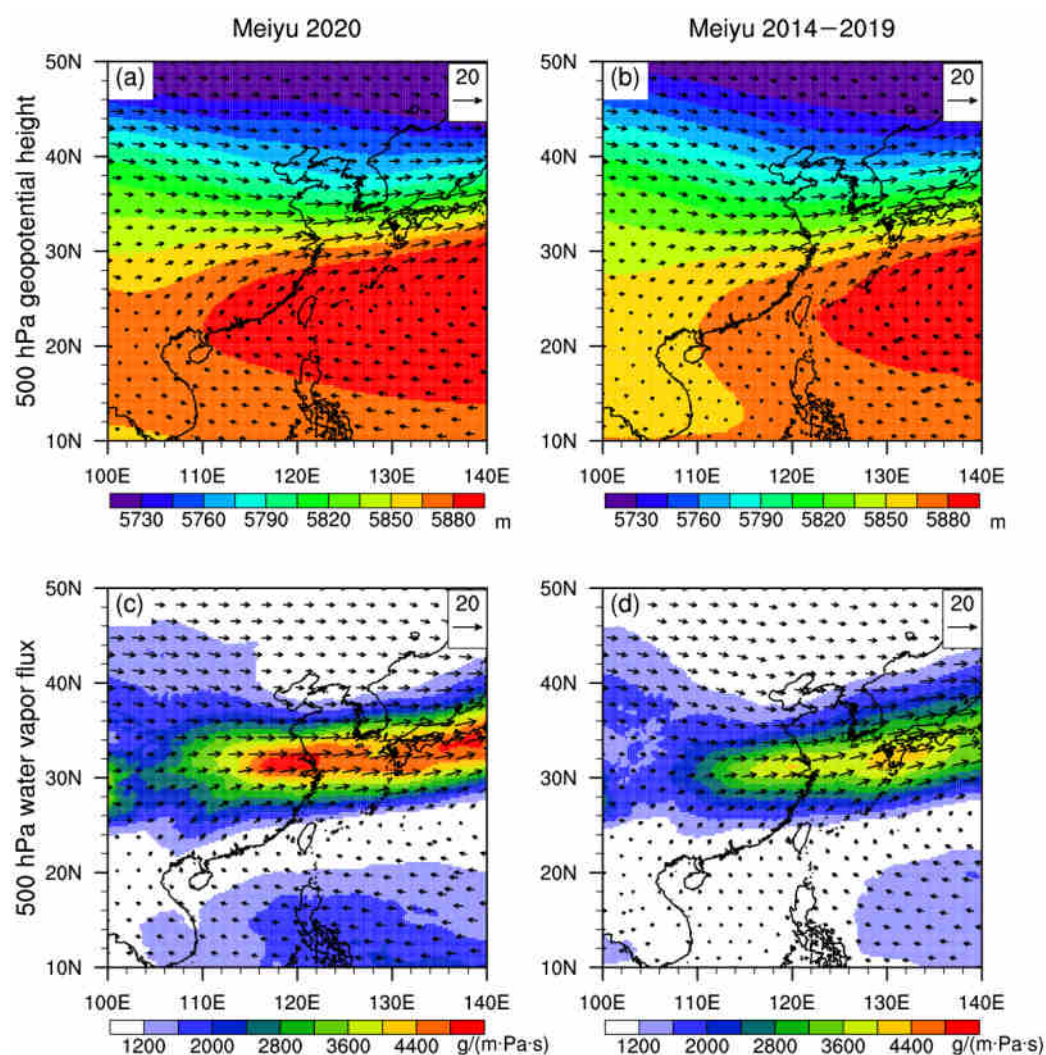 Meiyu 2020
Meiyu 2014−2019
500 hPa geopotential height
(a)
20
50N
40N
30N
20N
10N
100E 110E 120E 130E 140E
5730 5760 5790 5820 5850 5880 m
(b)
20
50N
40N
30N
20N
10N
100E 110E 120E 130E 140E
5730 5760 5790 5820 5850 5880 m
500 hPa water vapor flux
(c)
20
50N
40N
30N
20N
10N
100E 110E 120E 130E 140E
1200 2000 2800 3600 4400 g/(m·Pa·s)
(d)
20
50N
40N
30N
20N
10N
100E 110E 120E 130E 140E
1200 2000 2800 3600 4400 g/(m·Pa·s)